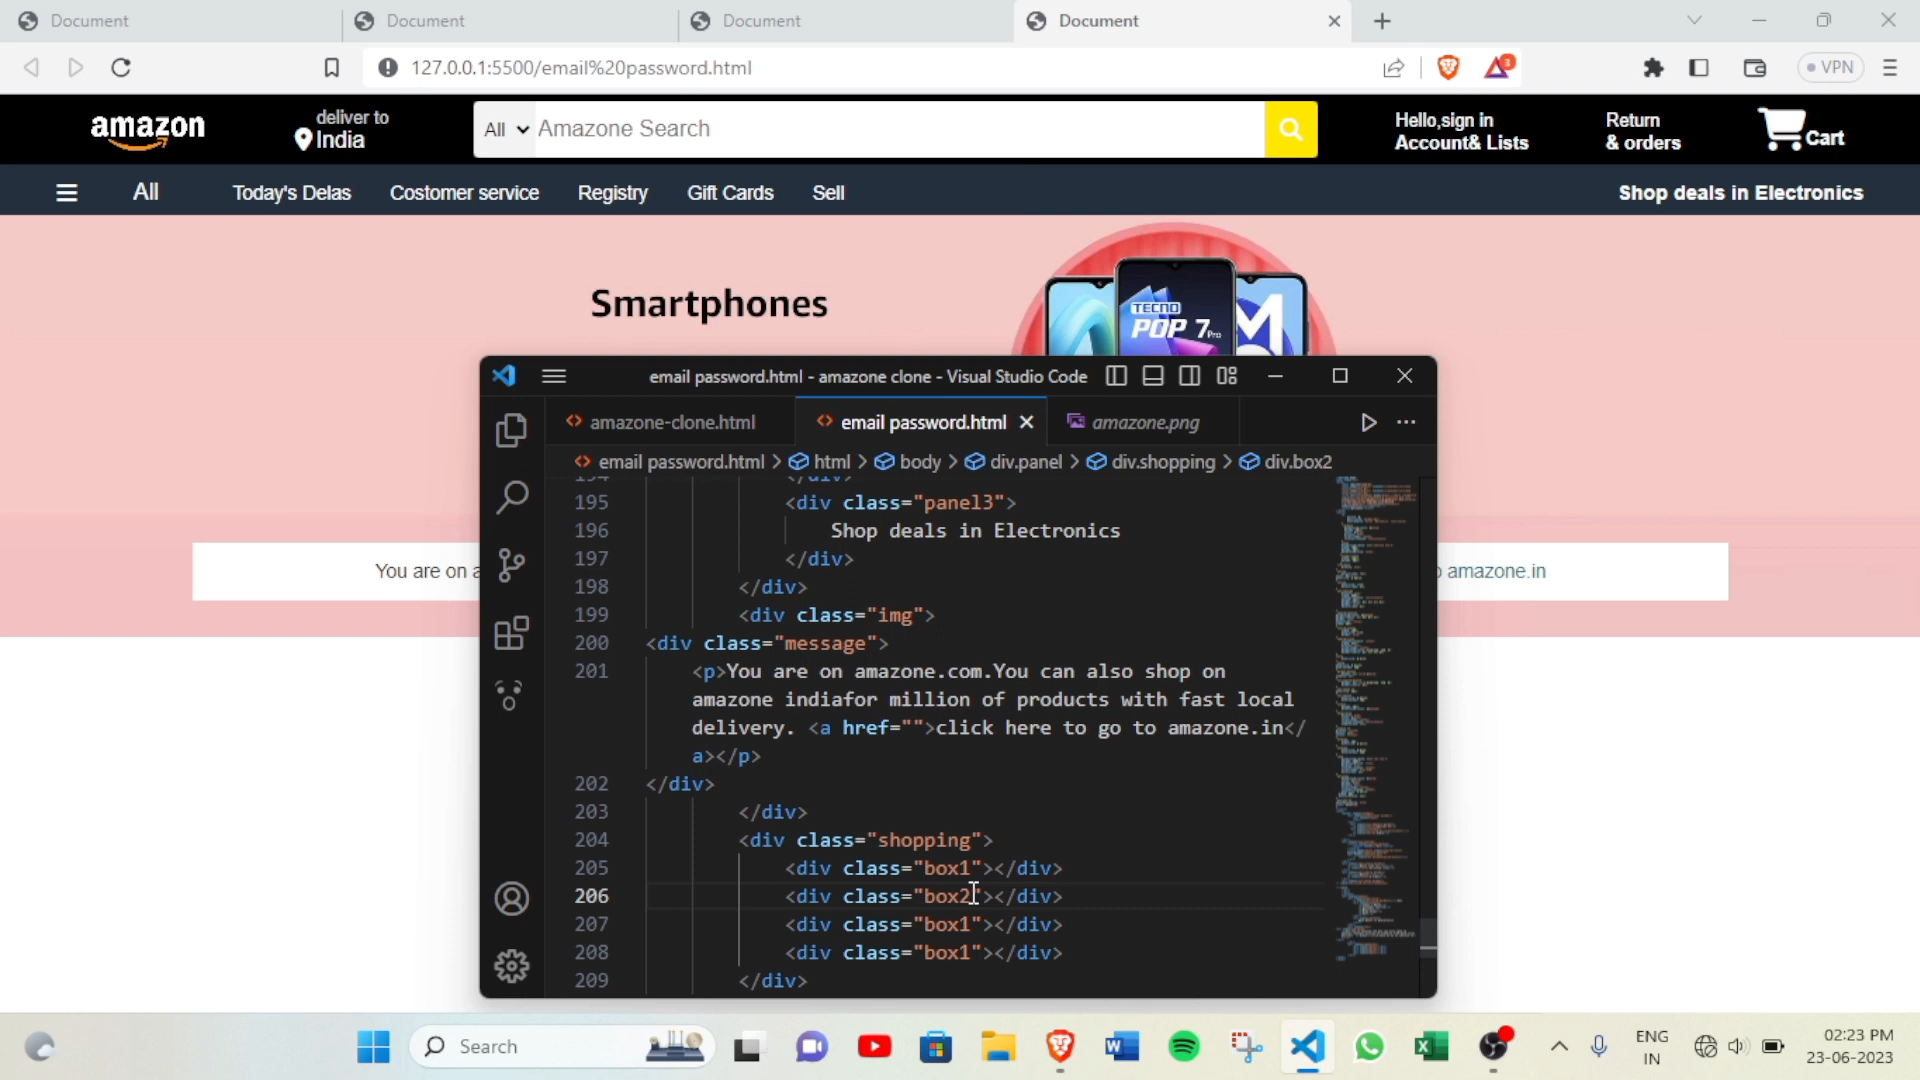 Document
Document
Document
Document
127.0.0.1:5500/email%20password.html
3
VPN
amazon
deliver to
India
All
Amazone Search
Hello,sign in
Account& Lists
Return
& orders
Cart
All
Today's Delas
Costomer service
Registry
Gift Cards
Sell
Shop deals in Electronics
Smartphones
TECNO
POP 7 Pro
You are on a
amazone.in
email password.html - amazone clone - Visual Studio Code
amazone-clone.html
email password.html
amazone.png
email password.html > html > body > div.panel > div.shopping > div.box2
194 </div>
195 <div class="panel3">
196 Shop deals in Electronics
197 </div>
198 </div>
199 <div class="img">
200 <div class="message">
201 <p>You are on amazone.com.You can also shop on
amazone indiafor million of products with fast local
delivery. <a href="">click here to go to amazone.in</
a></p>
202 </div>
203 </div>
204 <div class="shopping">
205 <div class="box1"></div>
206 <div class="box2"></div>
207 <div class="box1"></div>
208 <div class="box1"></div>
209 </div>
Search
ENG
IN
02:23 PM
23-06-2023